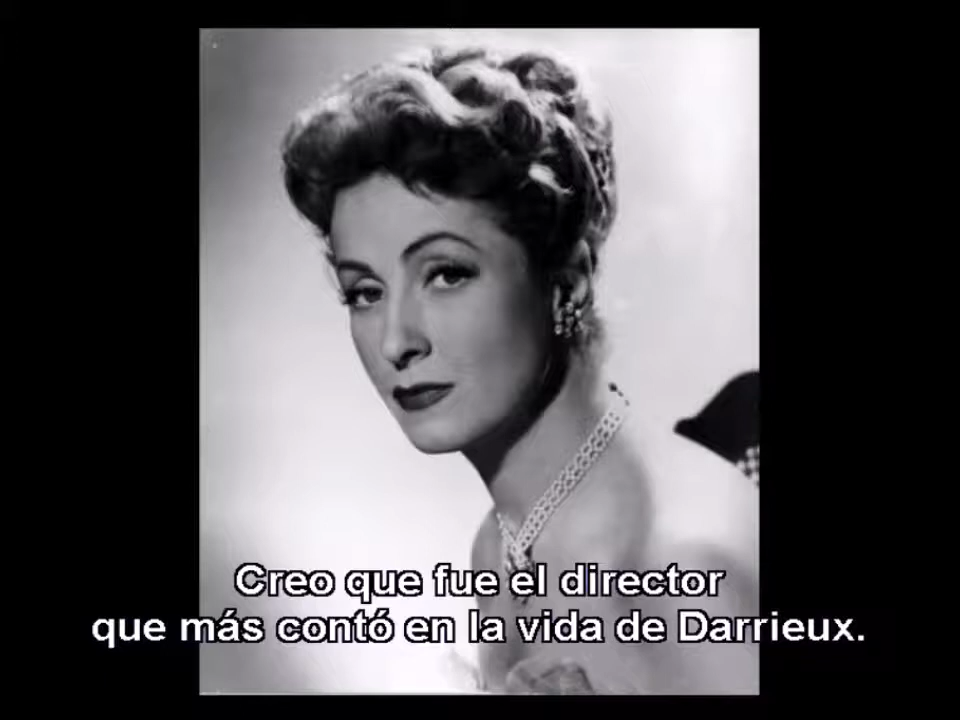 Creo que fue el director
que más contó en la vida de Darrieux.